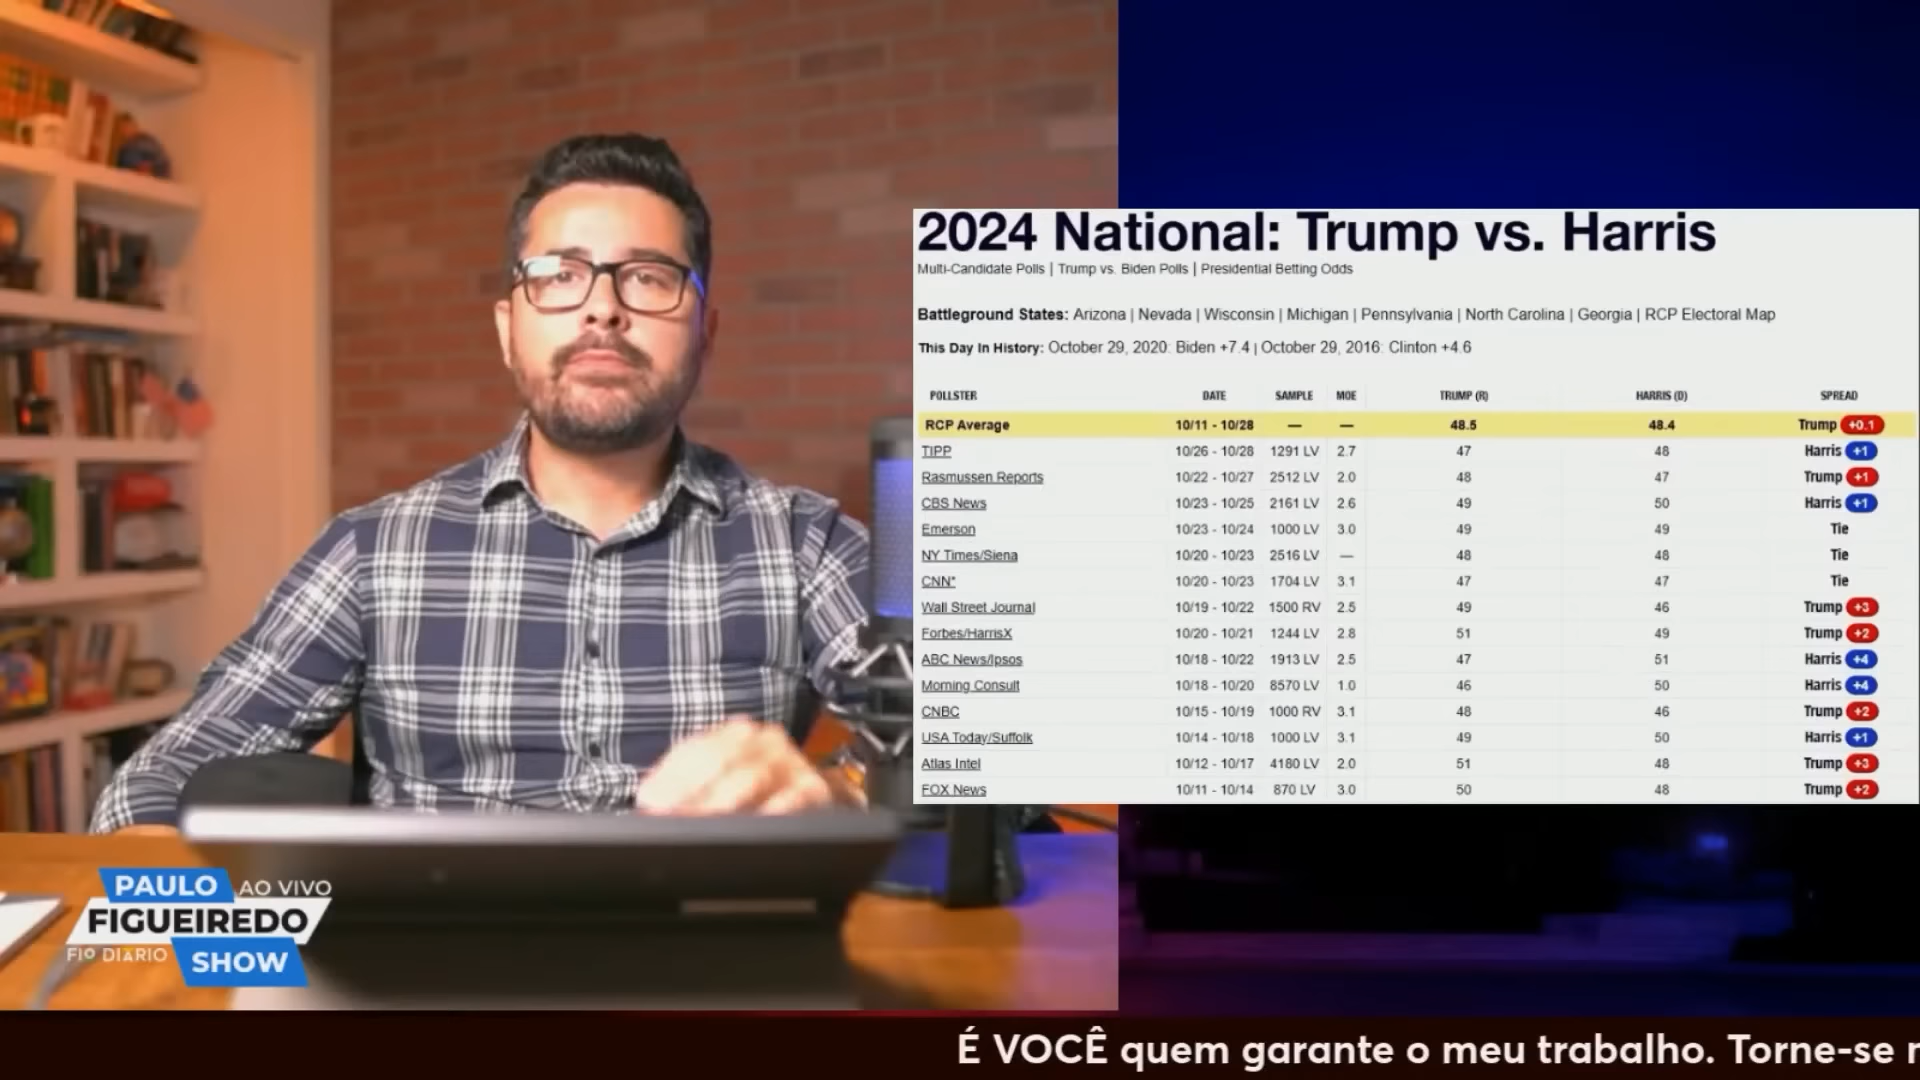 2024 National: Trump vs. Harris
Multi-Candidate Polls | Trump vs. Biden Polls | Presidential Betting Odds
Battleground States: Arizona | Nevada | Wisconsin | Michigan | Pennsylvania | North Carolina | Georgia | RCP Electoral Map
This Day In History: October 29, 2020: Biden +7.4 | October 29, 2016: Clinton +4.6
POLLSTER DATE SAMPLE MOE TRUMP (R) HARRIS (D) SPREAD
RCP Average 10/11 - 10/28 — — 48.5 48.4 Trump +0.1
TIPP 10/26 - 10/28 1291 LV 2.7 47 48 Harris +1
Rasmussen Reports 10/22 - 10/27 2512 LV 2.0 48 47 Trump +1
CBS News 10/23 - 10/25 2161 LV 2.6 49 50 Harris +1
Emerson 10/23 - 10/24 1000 LV 3.0 49 49 Tie
NY Times/Siena 10/20 - 10/23 2516 LV — 48 48 Tie
CNN* 10/20 - 10/23 1704 LV 3.1 47 47 Tie
Wall Street Journal 10/19 - 10/22 1500 RV 2.5 49 46 Trump +3
Forbes/HarrisX 10/20 - 10/21 1244 LV 2.8 51 49 Trump +2
ABC News/Ipsos 10/18 - 10/22 1913 LV 2.5 47 51 Harris +4
Morning Consult 10/18 - 10/20 8570 LV 1.0 46 50 Harris +4
CNBC 10/15 - 10/19 1000 RV 3.1 48 46 Trump +2
USA Today/Suffolk 10/14 - 10/18 1000 LV 3.1 49 50 Harris +1
Atlas Intel 10/12 - 10/17 4180 LV 2.0 51 48 Trump +3
FOX News 10/11 - 10/14 870 LV 3.0 50 48 Trump +2
PAULO AO VIVO
FIGUEIREDO
FIO DIÁRIO SHOW
É VOCÊ quem garante o meu trabalho. Torne-se